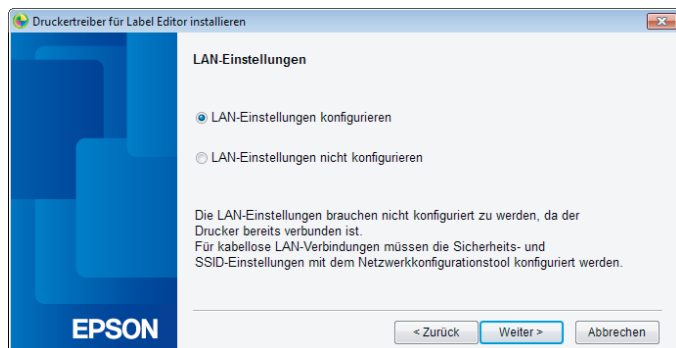 Druckertreiber für Label Editor installieren
LAN-Einstellungen
LAN-Einstellungen konfigurieren
LAN-Einstellungen nicht konfigurieren
Die LAN-Einstellungen brauchen nicht konfiguriert zu werden, da der
Drucker bereits verbunden ist.
Für kabellose LAN-Verbindungen müssen die Sicherheits- und
SSID-Einstellungen mit dem Netzwerkkonfigurationstool konfiguriert werden.
EPSON
< Zurück
Weiter >
Abbrechen